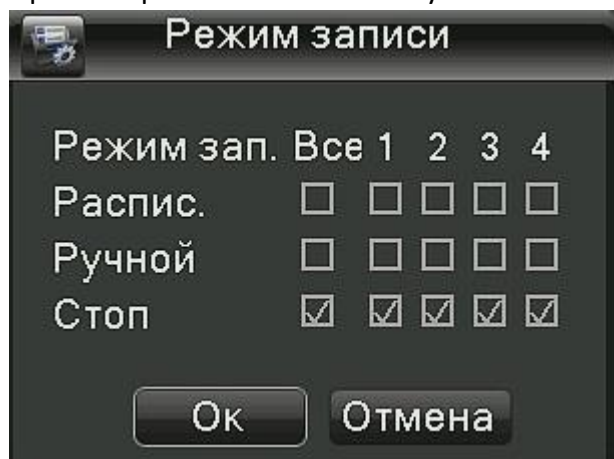 Режим записи
Режим зап. Все 1 2 3 4
Распис.
Ручной
Стоп
Ок Отмена